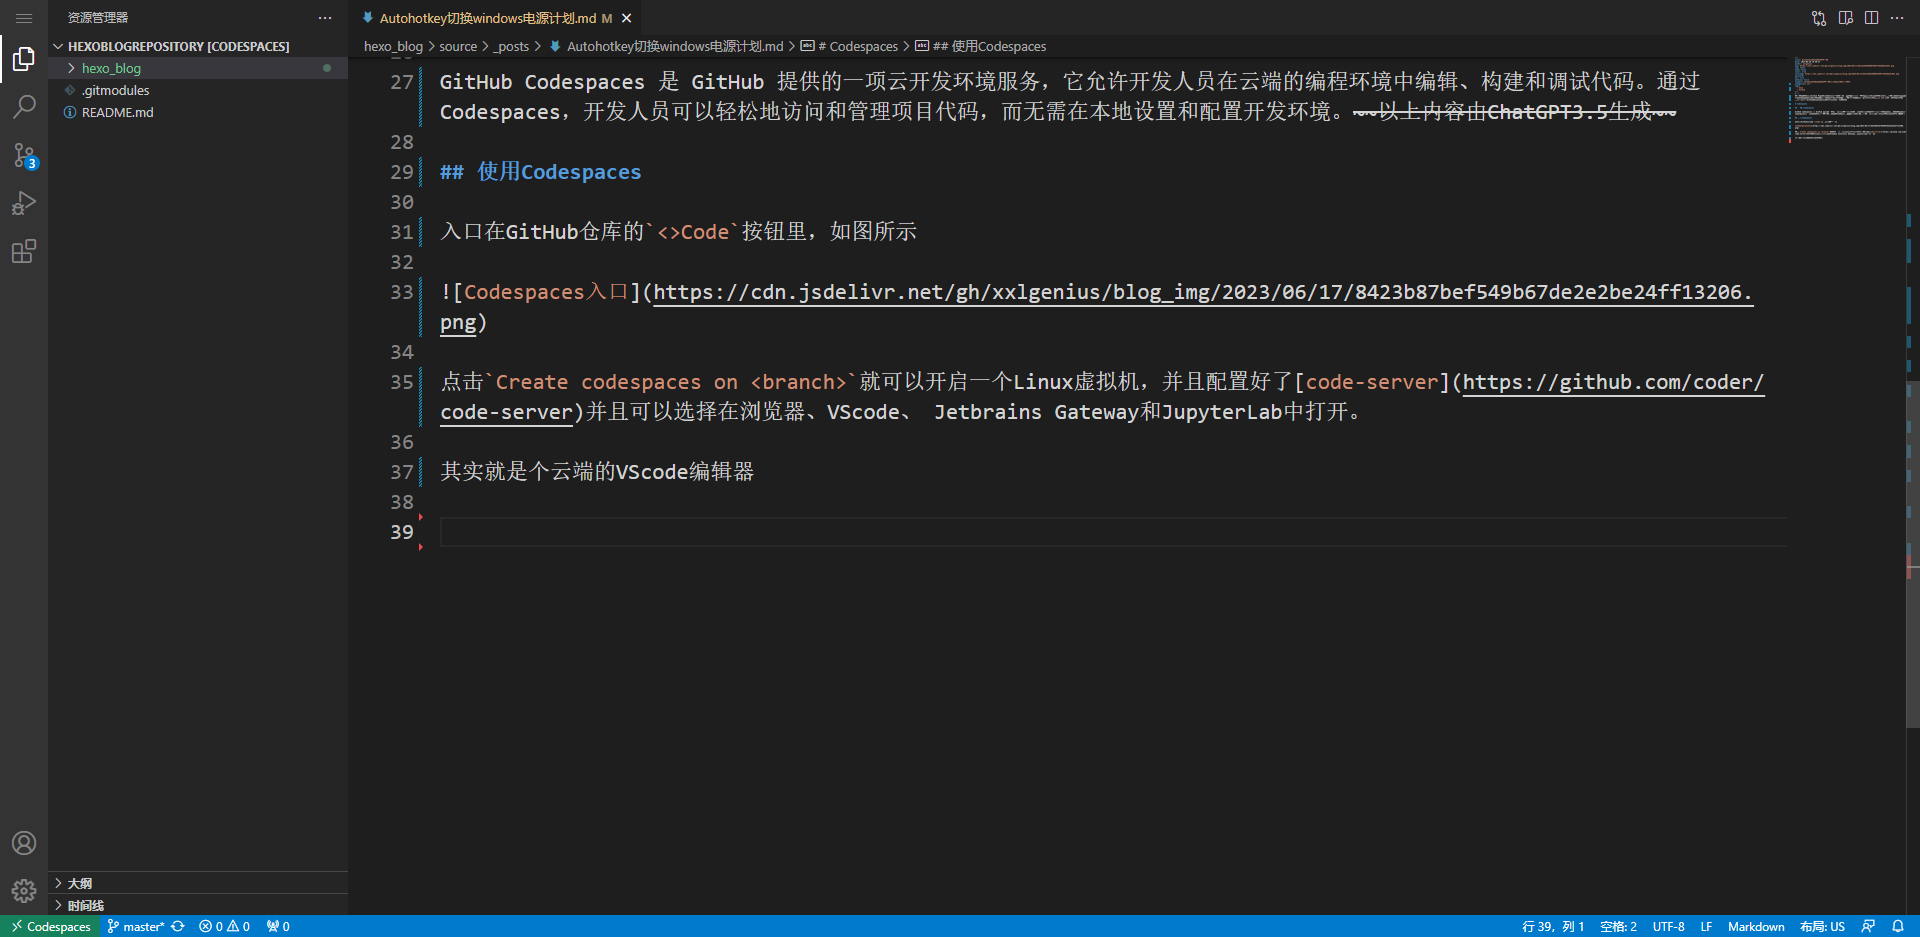 资源管理器
HEXOBLOGREPOSITORY [CODESPACES]
hexo_blog
.gitmodules
README.md
3
大纲
时间线
Autohotkey切换windows电源计划.md M
hexo_blog > source > _posts > Autohotkey切换windows电源计划.md > # Codespaces > ## 使用Codespaces
27 GitHub Codespaces 是 GitHub 提供的一项云开发环境服务，它允许开发人员在云端的编程环境中编辑、构建和调试代码。通过
Codespaces，开发人员可以轻松地访问和管理项目代码，而无需在本地设置和配置开发环境。~~以上内容由ChatGPT3.5生成~~
28
29 ## 使用Codespaces
30
31 入口在GitHub仓库的`<>Code`按钮里，如图所示
32
33 ![Codespaces入口](https://cdn.jsdelivr.net/gh/xxlgenius/blog_img/2023/06/17/8423b87bef549b67de2e2be24ff13206.
png)
34
35 点击`Create codespaces on <branch>`就可以开启一个Linux虚拟机，并且配置好了[code-server](https://github.com/coder/
code-server)并且可以选择在浏览器、VScode、 Jetbrains Gateway和JupyterLab中打开。
36
37 其实就是个云端的VScode编辑器
38
39
Codespaces master* 0 0 0 行 39，列 1 空格: 2 UTF-8 LF Markdown 布局: US